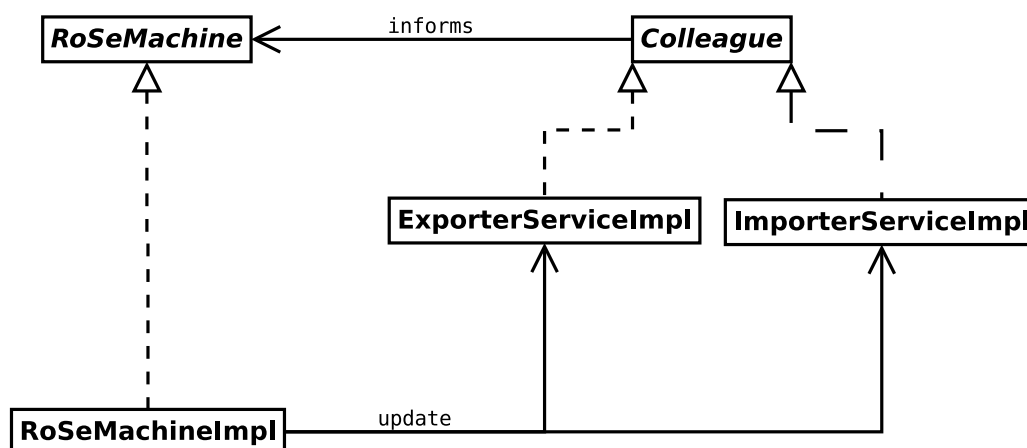 RoSeMachine
informs
Colleague
ExporterServiceImpl
ImporterServiceImpl
RoSeMachineImpl
update